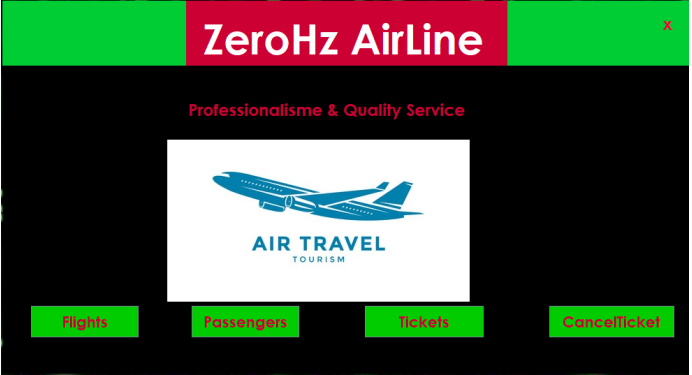 ZeroHz AirLine
x
Professionalisme & Quality Service
AIR TRAVEL
TOURISM
Flights Passengers Tickets CancelTicket